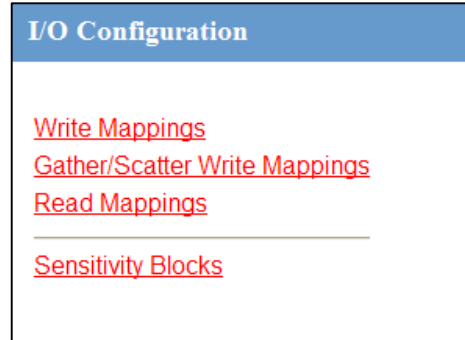 I/O Configuration
Write Mappings
Gather/Scatter Write Mappings
Read Mappings
Sensitivity Blocks